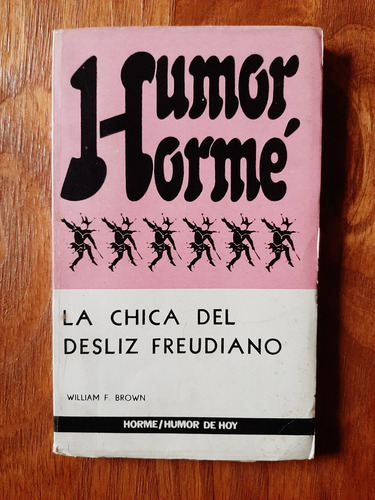 Humor
Hormé
LA CHICA DEL
DESLIZ FREUDIANO
WILLIAM F. BROWN
HORME/HUMOR DE HOY